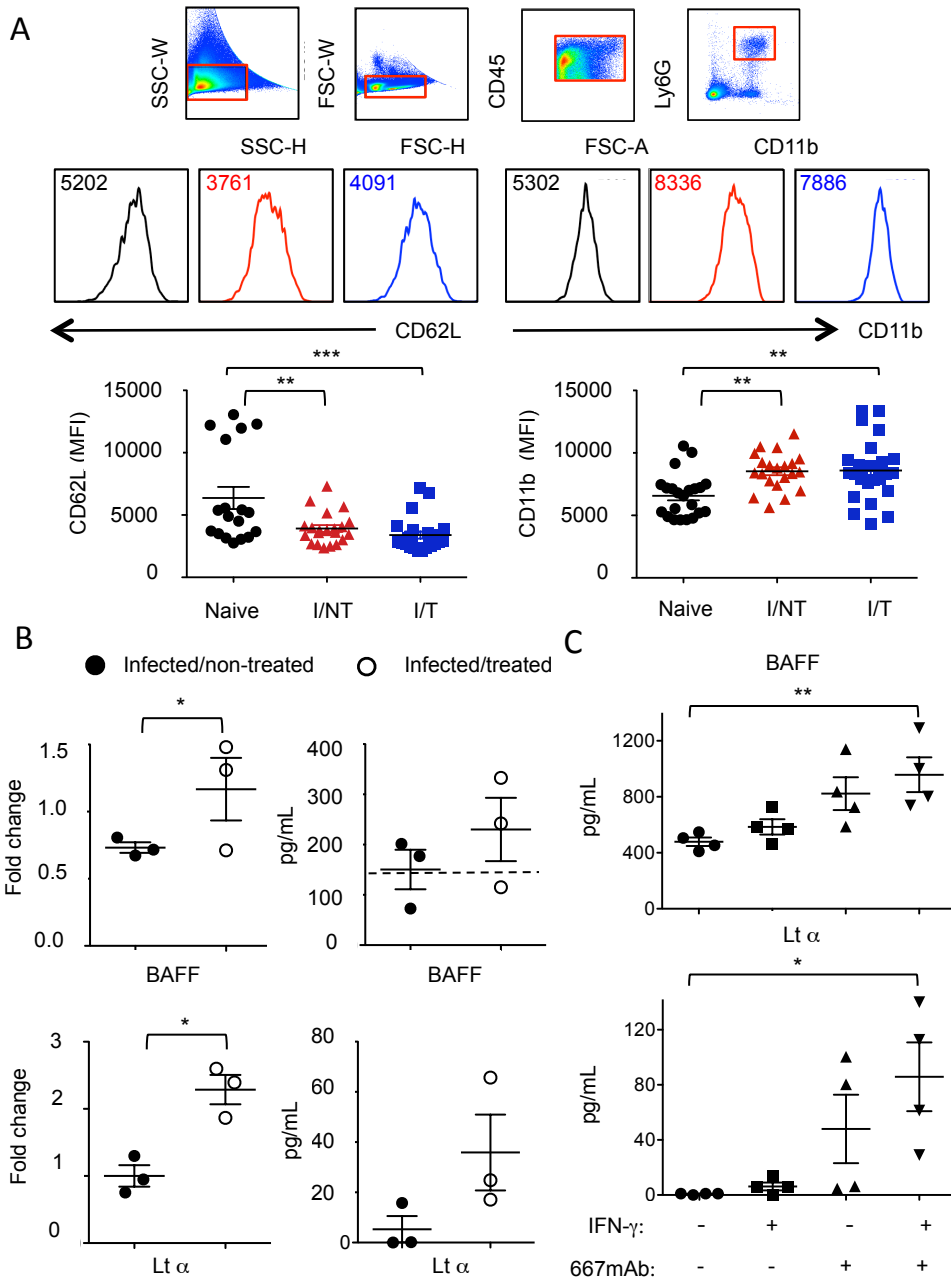 A
SSC-W
FSC-W
CD45
Ly6G
SSC-H
FSC-H
FSC-A
CD11b
5202
3761
4091
5302
8336
7886
CD62L
CD11b
***
**
15000
10000
5000
0
CD62L (MFI)
Naive
I/NT
I/T
**
**
15000
10000
5000
0
CD11b (MFI)
Naive
I/NT
I/T
B
Infected/non-treated
Infected/treated
*
1.5
1.0
0.5
0.0
Fold change
BAFF
400
300
200
100
0
pg/mL
BAFF
*
3
2
1
0
Fold change
Lt α
80
60
40
20
0
pg/mL
Lt α
C
BAFF
**
1200
800
400
0
pg/mL
Lt α
*
120
80
40
0
pg/mL
IFN-γ: - + - +
667mAb: - - + +